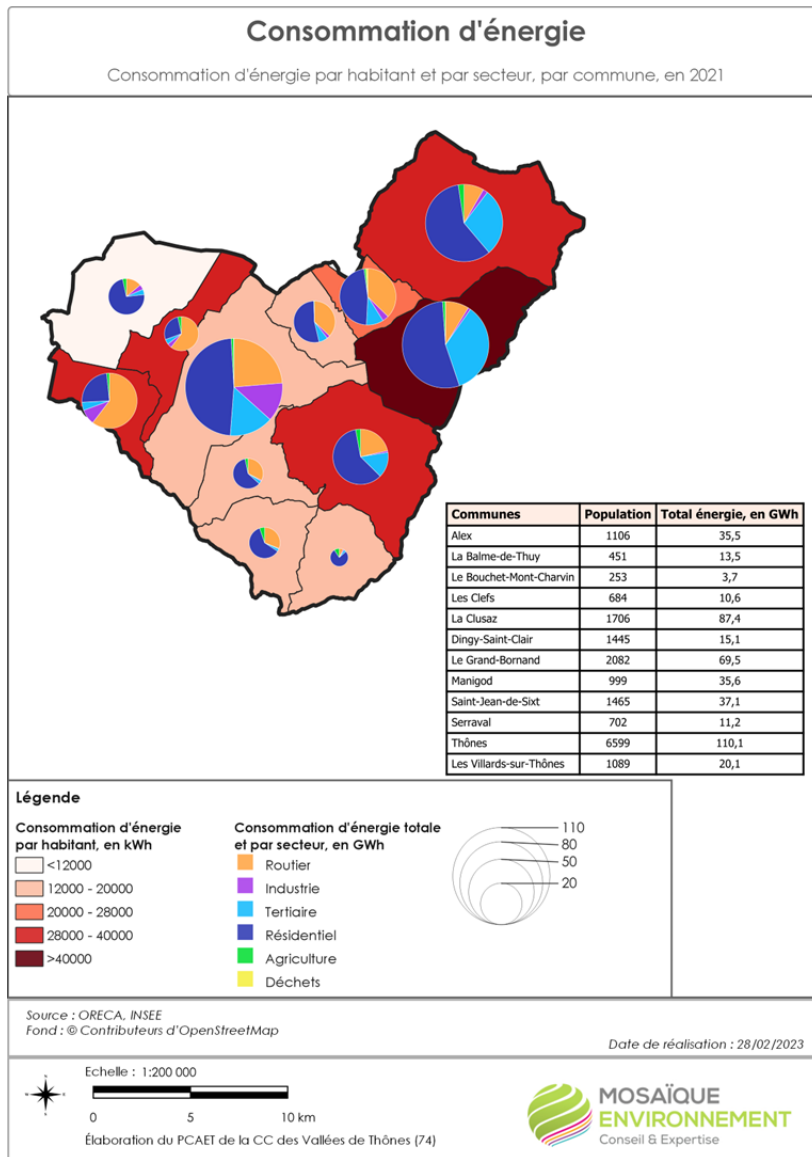 Consommation d'énergie
Consommation d'énergie par habitant et par secteur, par commune, en 2021
Communes Population Total énergie, en GWh
Alex 1106 35,5
La Balme-de-Thuy 451 13,5
Le Bouchet-Mont-Charvin 253 3,7
Les Clefs 684 10,6
La Clusaz 1706 87,4
Dingy-Saint-Clair 1445 15,1
Le Grand-Bornand 2082 69,5
Manigod 999 35,6
Saint-Jean-de-Sixt 1465 37,1
Serraval 702 11,2
Thônes 6599 110,1
Les Villards-sur-Thônes 1089 20,1
Légende
Consommation d'énergie
par habitant, en kWh
<12000
12000 - 20000
20000 - 28000
28000 - 40000
>40000
Consommation d'énergie totale
et par secteur, en GWh
Routier
Industrie
Tertiaire
Résidentiel
Agriculture
Déchets
110
80
50
20
Source : ORECA, INSEE
Fond : © Contributeurs d'OpenStreetMap
Date de réalisation : 28/02/2023
Echelle : 1:200 000
0 5 10 km
Élaboration du PCAET de la CC des Vallées de Thônes (74)
MOSAÏQUE
ENVIRONNEMENT
Conseil & Expertise